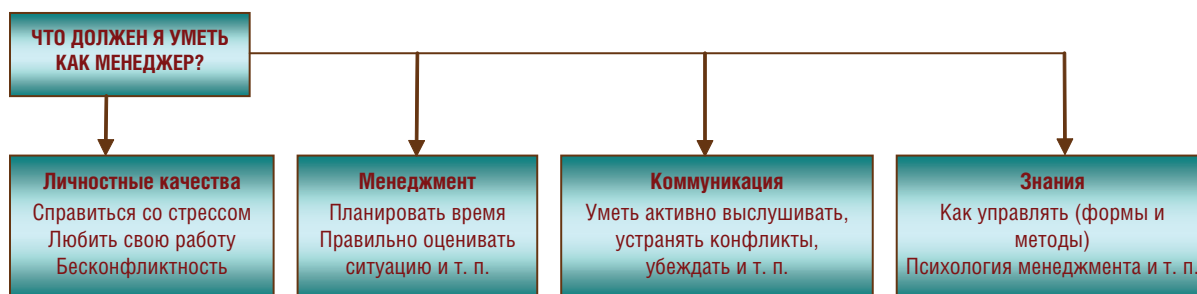 ЧТО ДОЛЖЕН Я УМЕТЬ
КАК МЕНЕДЖЕР?
Личностные качества
Справиться со стрессом
Любить свою работу
Бесконфликтность
Менеджмент
Планировать время
Правильно оценивать
ситуацию и т. п.
Коммуникация
Уметь активно выслушивать,
устранять конфликты,
убеждать и т. п.
Знания
Как управлять (формы и
методы)
Психология менеджмента и т. п.